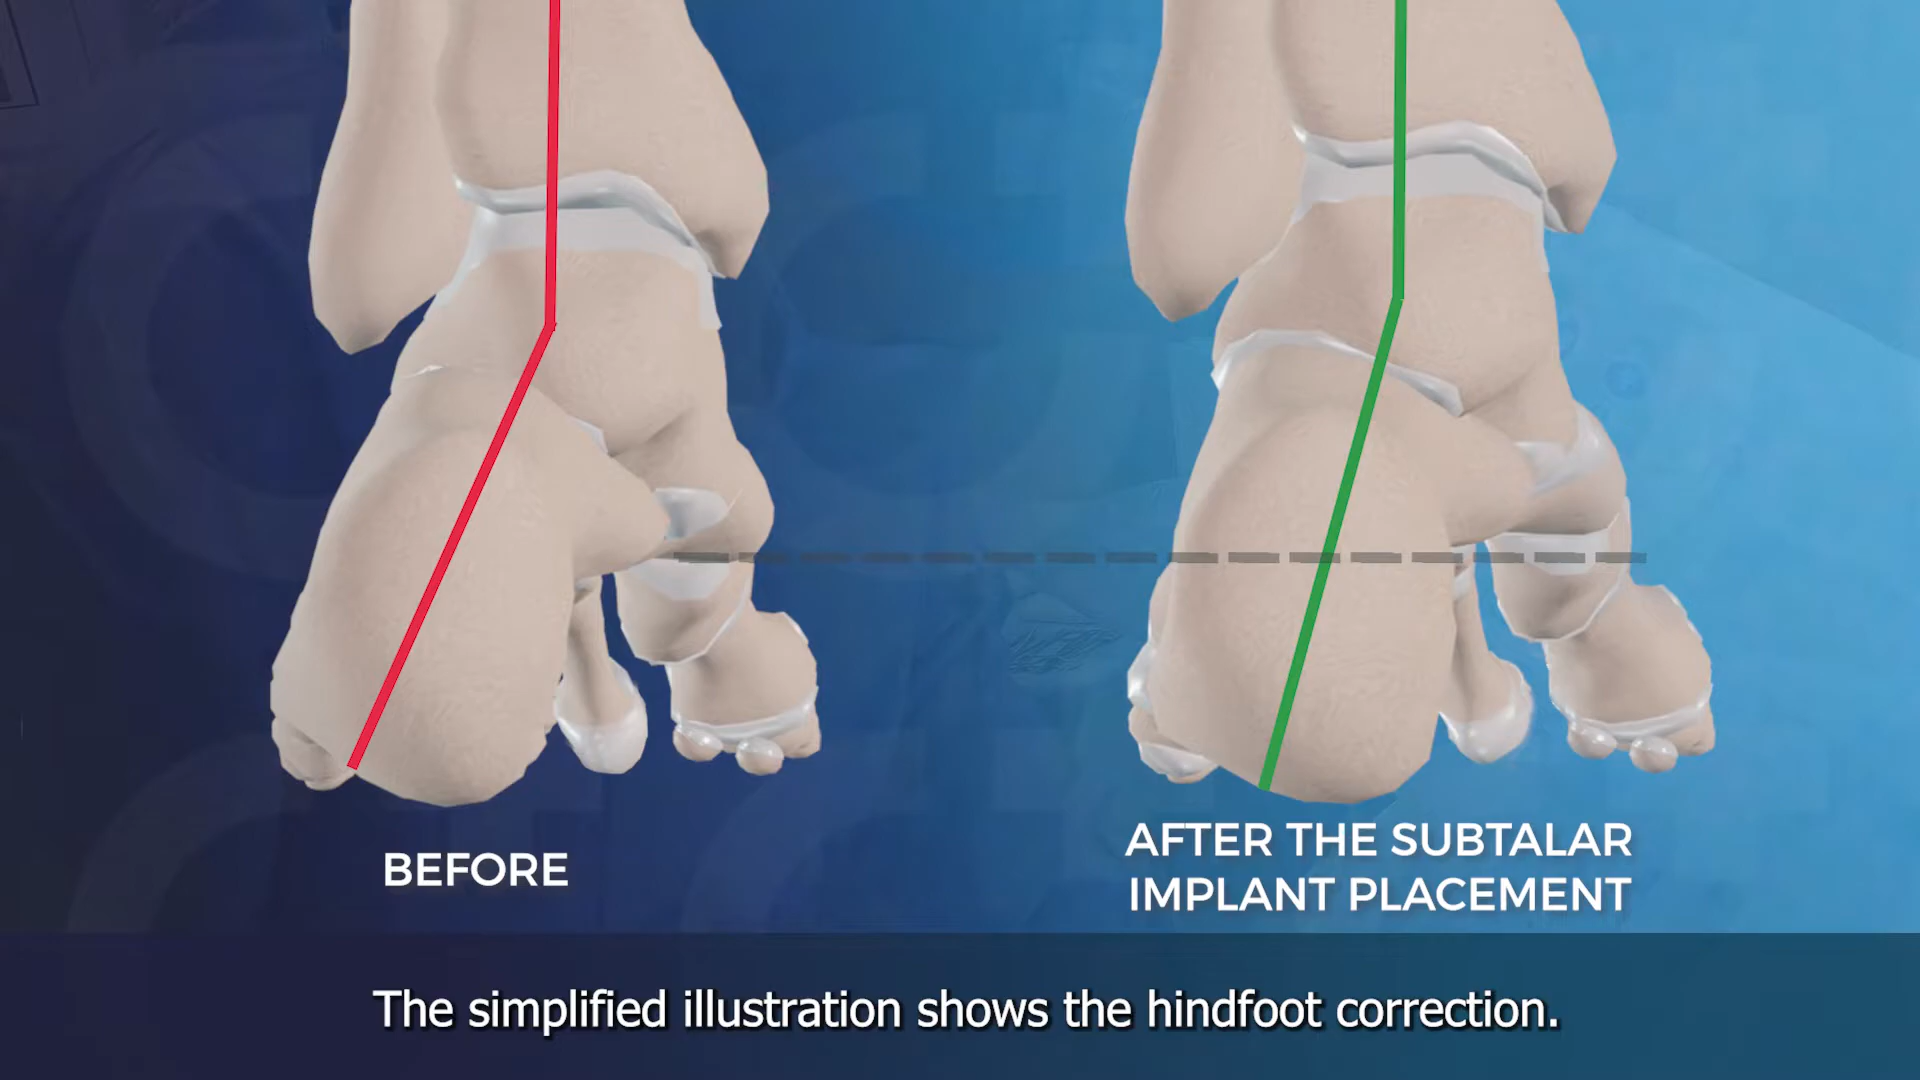 BEFORE
AFTER THE SUBTALAR
IMPLANT PLACEMENT
The simplified illustration shows the hindfoot correction.